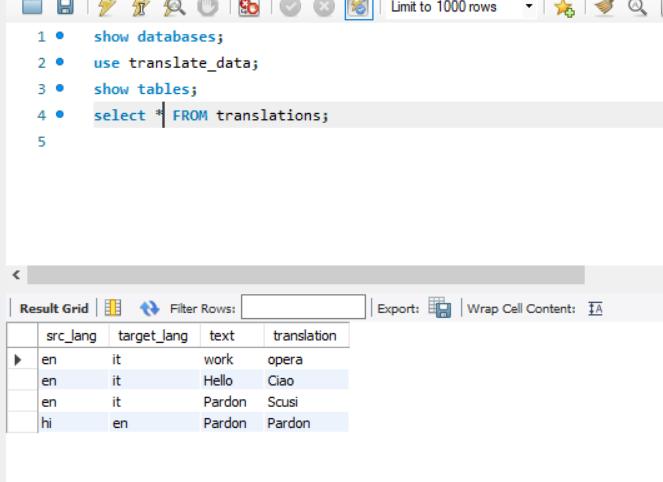 Limit to 1000 rows
1 show databases;
2 use translate_data;
3 show tables;
4 select * FROM translations;
5
Result Grid Filter Rows: Export: Wrap Cell Content:
src_lang target_lang text translation
en it work opera
en it Hello Ciao
en it Pardon Scusi
hi en Pardon Pardon